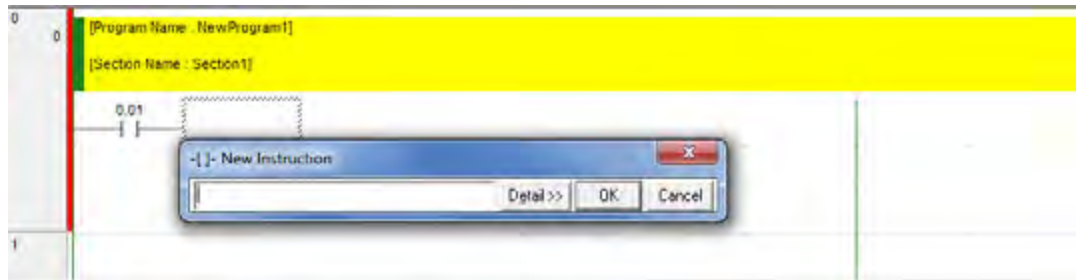 0
0
[Program Name : NewProgram1]
[Section Name : Section1]
0.01
-[ ]- New Instruction
Detail >> OK Cancel
1